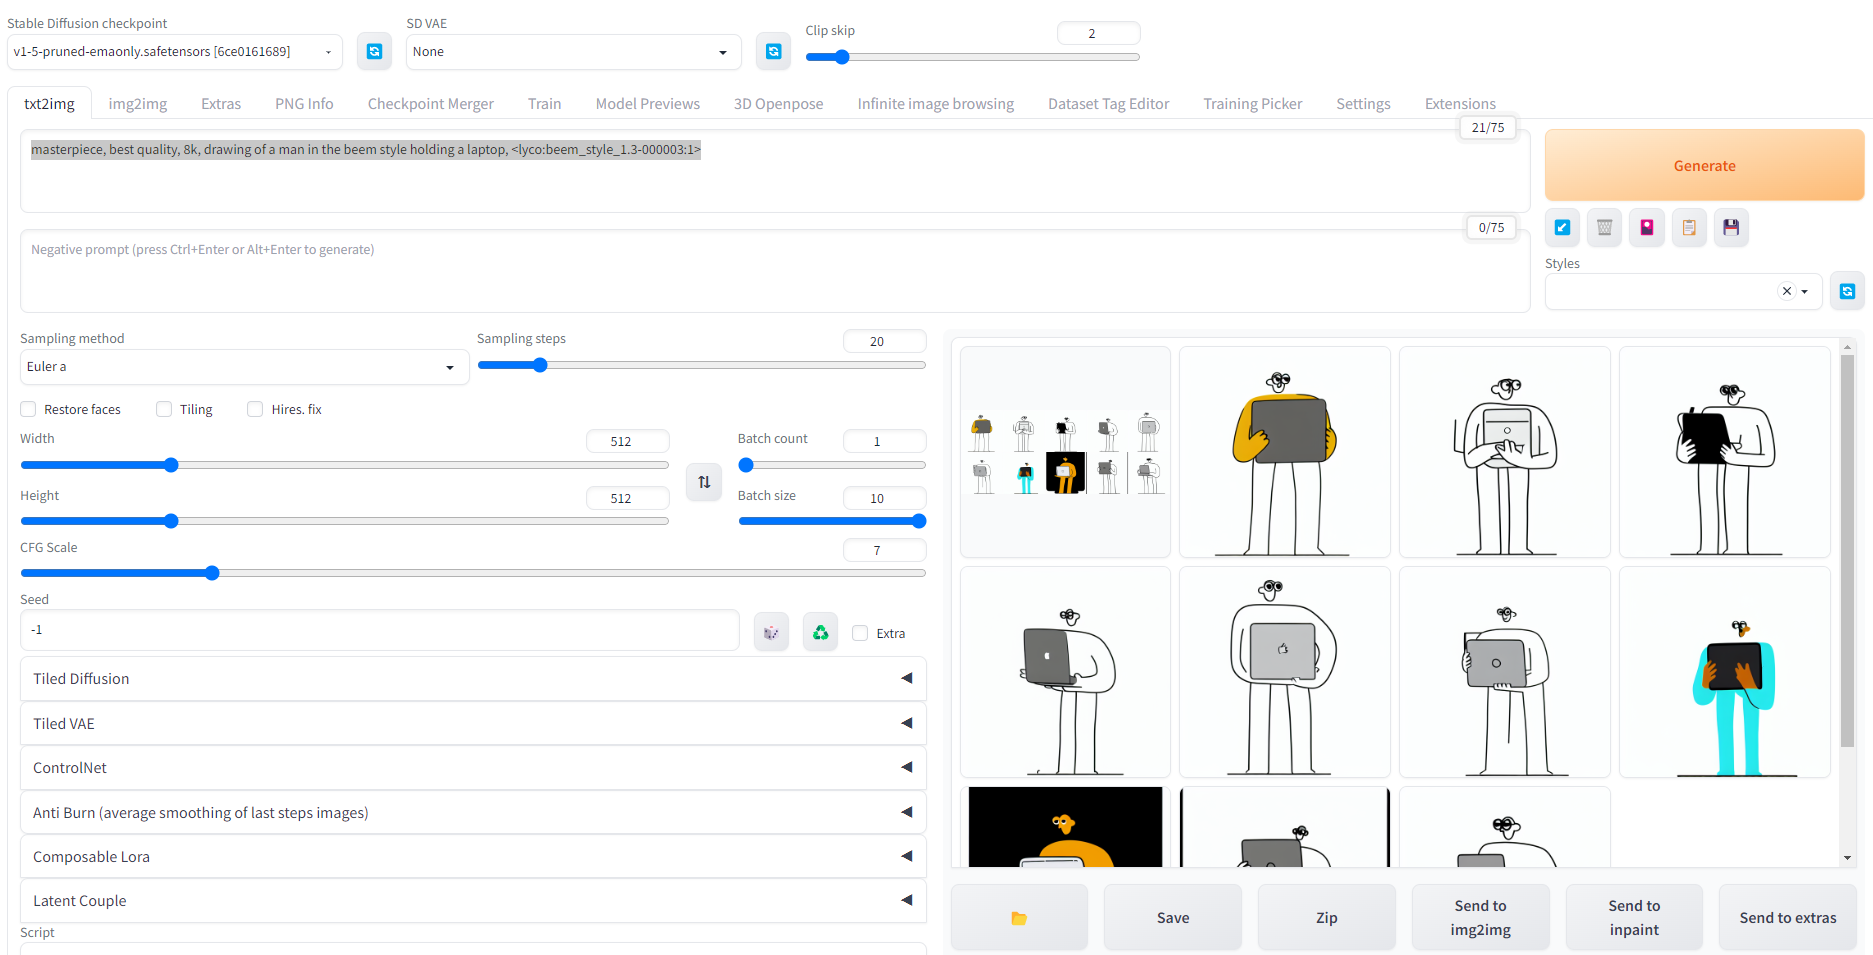 Stable Diffusion checkpoint
v1-5-pruned-emaonly.safetensors [6ce0161689]
SD VAE
None
Clip skip
2
txt2img
img2img
Extras
PNG Info
Checkpoint Merger
Train
Model Previews
3D Openpose
Infinite image browsing
Dataset Tag Editor
Training Picker
Settings
Extensions
21/75
masterpiece, best quality, 8k, drawing of a man in the beem style holding a laptop, <lyco:beem_style_1.3-000003:1>
Generate
0/75
Negative prompt (press Ctrl+Enter or Alt+Enter to generate)
Styles
Sampling method
Euler a
Sampling steps
20
Restore faces
Tiling
Hires. fix
Width
512
Batch count
1
Height
512
Batch size
10
CFG Scale
7
Seed
-1
Extra
Tiled Diffusion
Tiled VAE
ControlNet
Anti Burn (average smoothing of last steps images)
Composable Lora
Latent Couple
Script
Save
Zip
Send to
img2img
Send to
inpaint
Send to extras